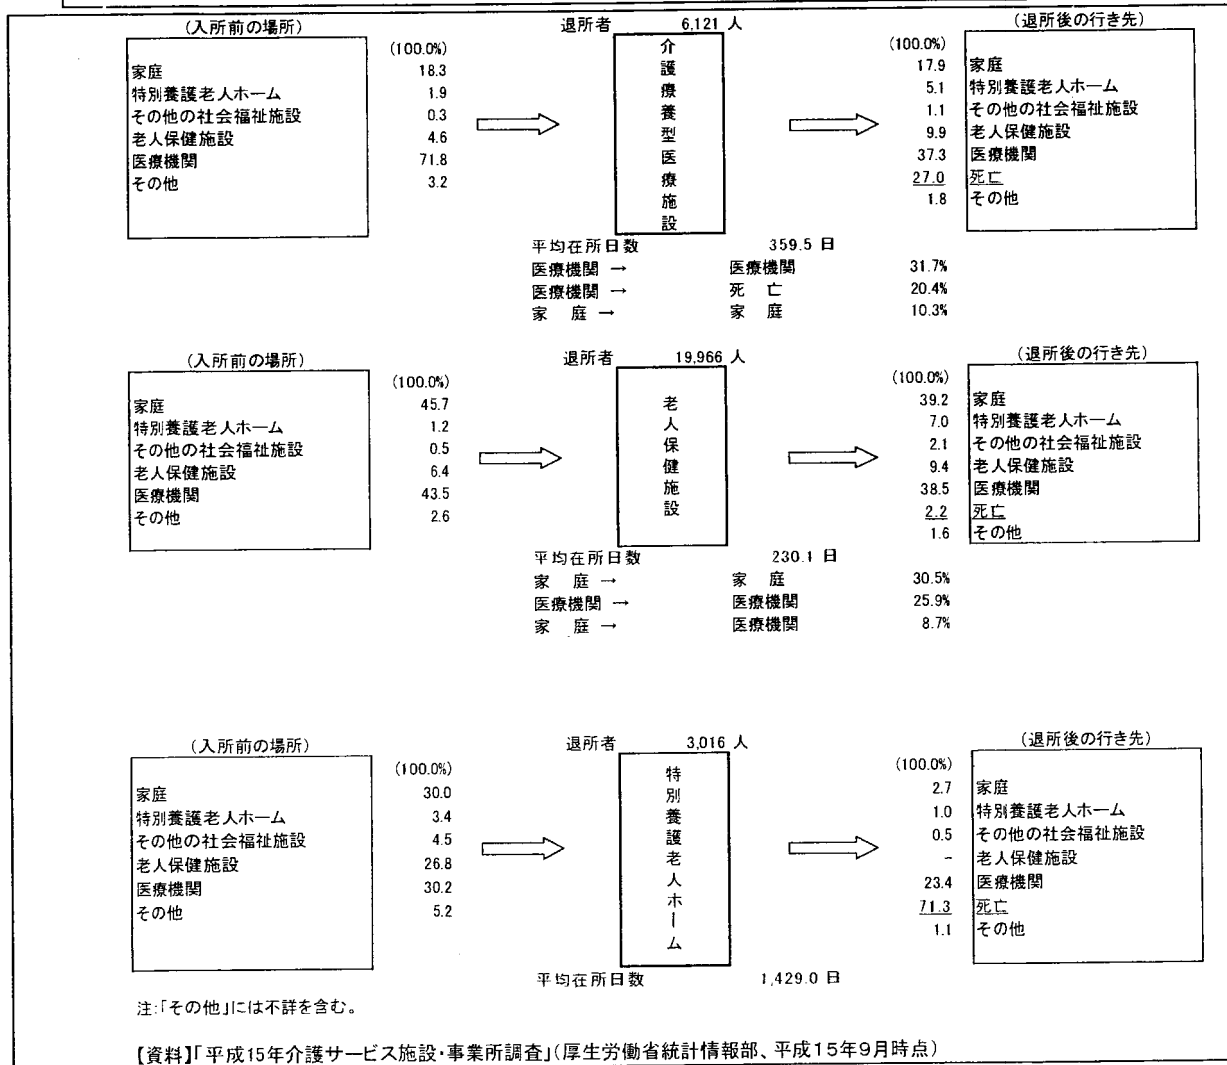 (入所前の場所) 退所者 6,121 人 (退所後の行き先)
(100.0%) 介護療養型医療施設 (100.0%)
家庭 18.3 17.9 家庭
特別養護老人ホーム 1.9 5.1 特別養護老人ホーム
その他の社会福祉施設 0.3 1.1 その他の社会福祉施設
老人保健施設 4.6 9.9 老人保健施設
医療機関 71.8 37.3 医療機関
27.0 死亡
その他 3.2 1.8 その他
平均在所日数 359.5 日
医療機関 → 医療機関 31.7%
医療機関 → 死 亡 20.4%
家 庭 → 家 庭 10.3%
(入所前の場所) 退所者 19,966 人 (退所後の行き先)
(100.0%) 老人保健施設 (100.0%)
家庭 45.7 39.2 家庭
特別養護老人ホーム 1.2 7.0 特別養護老人ホーム
その他の社会福祉施設 0.5 2.1 その他の社会福祉施設
老人保健施設 6.4 9.4 老人保健施設
医療機関 43.5 38.5 医療機関
2.2 死亡
その他 2.6 1.6 その他
平均在所日数 230.1 日
家 庭 → 家 庭 30.5%
医療機関 → 医療機関 25.9%
家 庭 → 医療機関 8.7%
(入所前の場所) 退所者 3,016 人 (退所後の行き先)
(100.0%) 特別養護老人ホーム (100.0%)
家庭 30.0 2.7 家庭
特別養護老人ホーム 3.4 1.0 特別養護老人ホーム
その他の社会福祉施設 4.5 0.5 その他の社会福祉施設
老人保健施設 26.8 - 老人保健施設
医療機関 30.2 23.4 医療機関
71.3 死亡
その他 5.2 1.1 その他
平均在所日数 1,429.0 日
注:「その他」には不詳を含む。
【資料】「平成15年介護サービス施設・事業所調査」(厚生労働省統計情報部、平成15年9月時点)